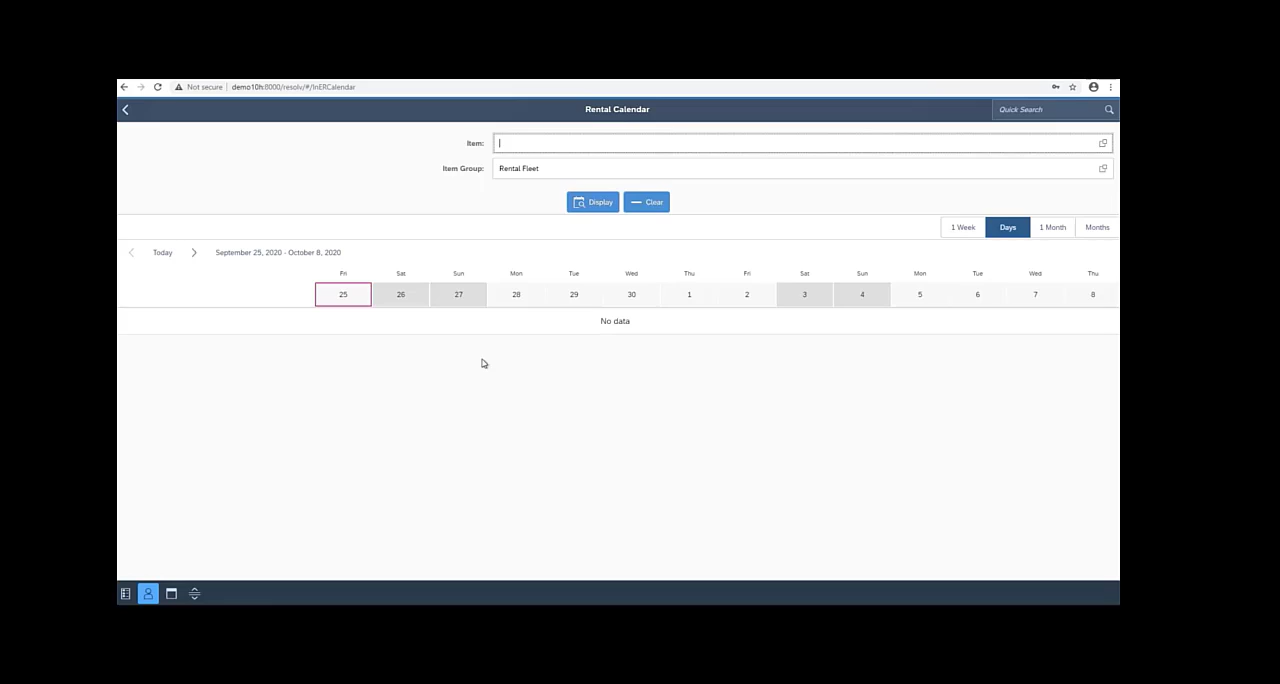 Not secure | demo10h:8000/resolv/#/InERCalendar
Rental Calendar
Quick Search
Item:
Item Group: Rental Fleet
Display Clear
1 Week Days 1 Month Months
Today September 25, 2020 - October 8, 2020
Fri Sat Sun Mon Tue Wed Thu Fri Sat Sun Mon Tue Wed Thu
25 26 27 28 29 30 1 2 3 4 5 6 7 8
No data